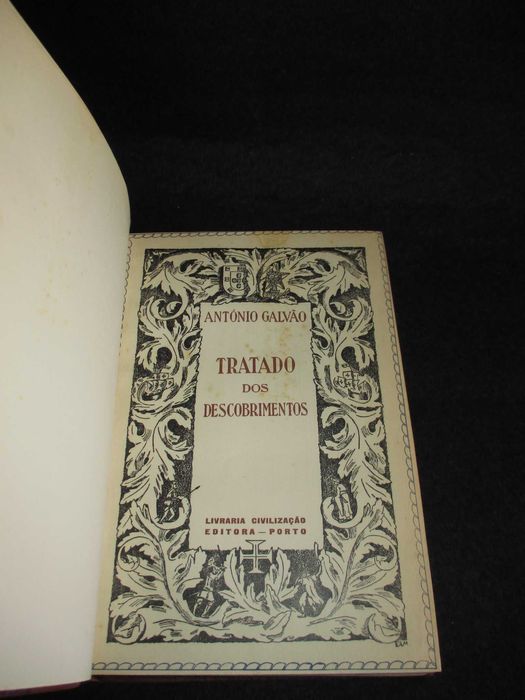 ANTÓNIO GALVÃO
TRATADO
DOS
DESCOBRIMENTOS
LIVRARIA CIVILIZAÇÃO
EDITORA — PORTO